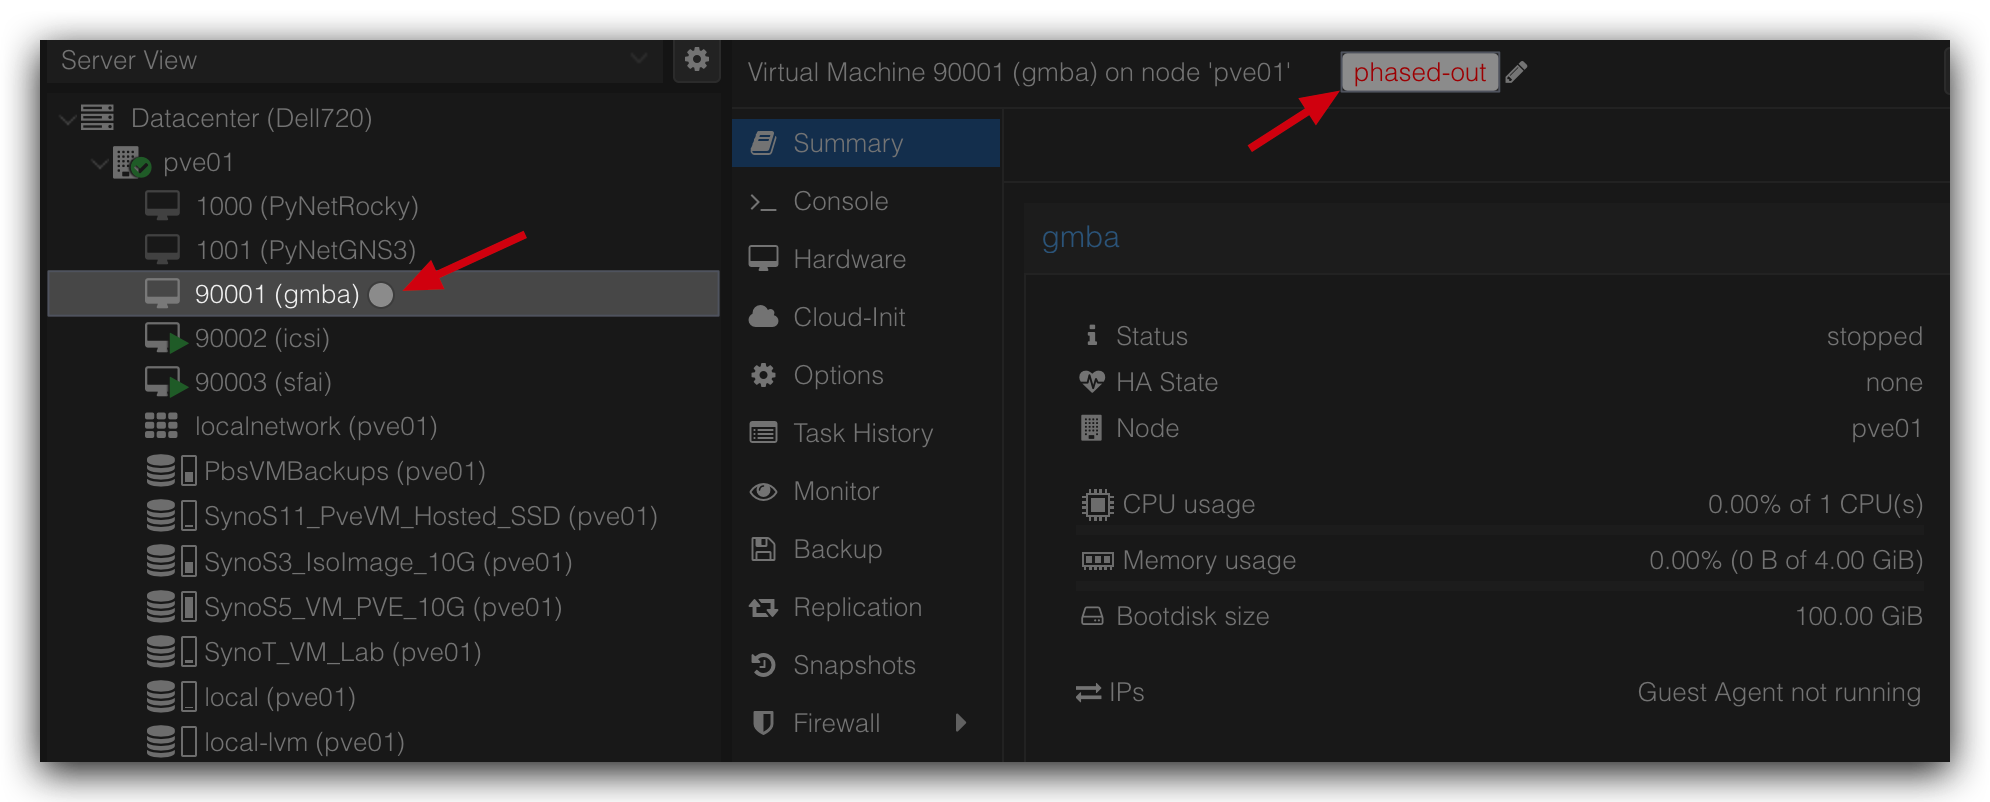 Server View
Datacenter (Dell720)
pve01
1000 (PyNetRocky)
1001 (PyNetGNS3)
90001 (gmba)
90002 (icsi)
90003 (sfai)
localnetwork (pve01)
PbsVMBackups (pve01)
SynoS11_PveVM_Hosted_SSD (pve01)
SynoS3_IsoImage_10G (pve01)
SynoS5_VM_PVE_10G (pve01)
SynoT_VM_Lab (pve01)
local (pve01)
local-lvm (pve01)
Virtual Machine 90001 (gmba) on node 'pve01' phased-out
Summary
Console
Hardware
Cloud-Init
Options
Task History
Monitor
Backup
Replication
Snapshots
Firewall
gmba
Status stopped
HA State none
Node pve01
CPU usage 0.00% of 1 CPU(s)
Memory usage 0.00% (0 B of 4.00 GiB)
Bootdisk size 100.00 GiB
IPs Guest Agent not running